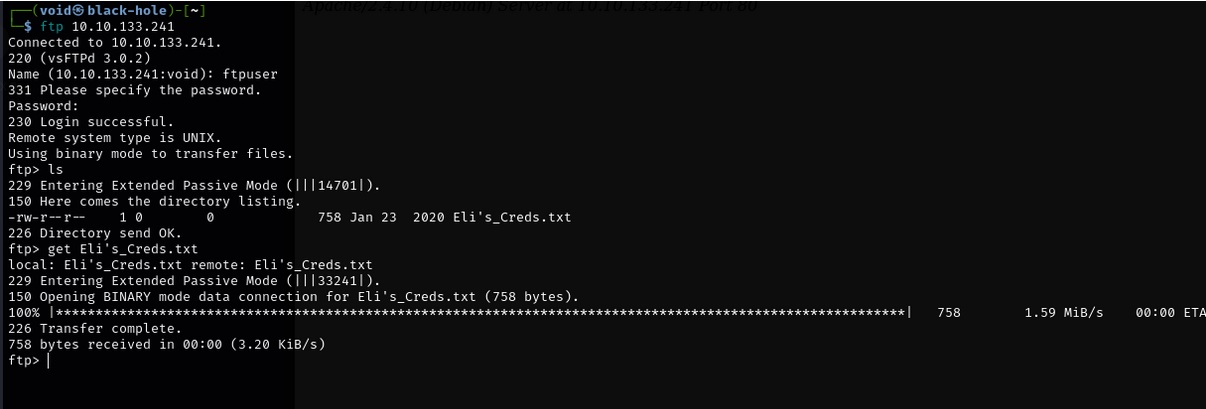 Apache/2.4.10 (Debian) Server at 10.10.133.241 Port 80
┌──(void㉿black-hole)-[~]
└─$ ftp 10.10.133.241
Connected to 10.10.133.241.
220 (vsFTPd 3.0.2)
Name (10.10.133.241:void): ftpuser
331 Please specify the password.
Password:
230 Login successful.
Remote system type is UNIX.
Using binary mode to transfer files.
ftp> ls
229 Entering Extended Passive Mode (|||14701|).
150 Here comes the directory listing.
-rw-r--r--    1 0        0             758 Jan 23  2020 Eli's_Creds.txt
226 Directory send OK.
ftp> get Eli's_Creds.txt
local: Eli's_Creds.txt remote: Eli's_Creds.txt
229 Entering Extended Passive Mode (|||33241|).
150 Opening BINARY mode data connection for Eli's_Creds.txt (758 bytes).
100% |***********************************************************************************************************|   758        1.59 MiB/s    00:00 ETA
226 Transfer complete.
758 bytes received in 00:00 (3.20 KiB/s)
ftp>